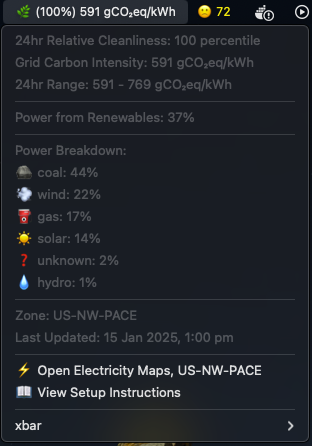 (100%) 591 gCO₂eq/kWh 72
24hr Relative Cleanliness: 100 percentile
Grid Carbon Intensity: 591 gCO₂eq/kWh
24hr Range: 591 - 769 gCO₂eq/kWh
Power from Renewables: 37%
Power Breakdown:
coal: 44%
wind: 22%
gas: 17%
solar: 14%
❓ unknown: 2%
hydro: 1%
Zone: US-NW-PACE
Last Updated: 15 Jan 2025, 1:00 pm
Open Electricity Maps, US-NW-PACE
View Setup Instructions
xbar